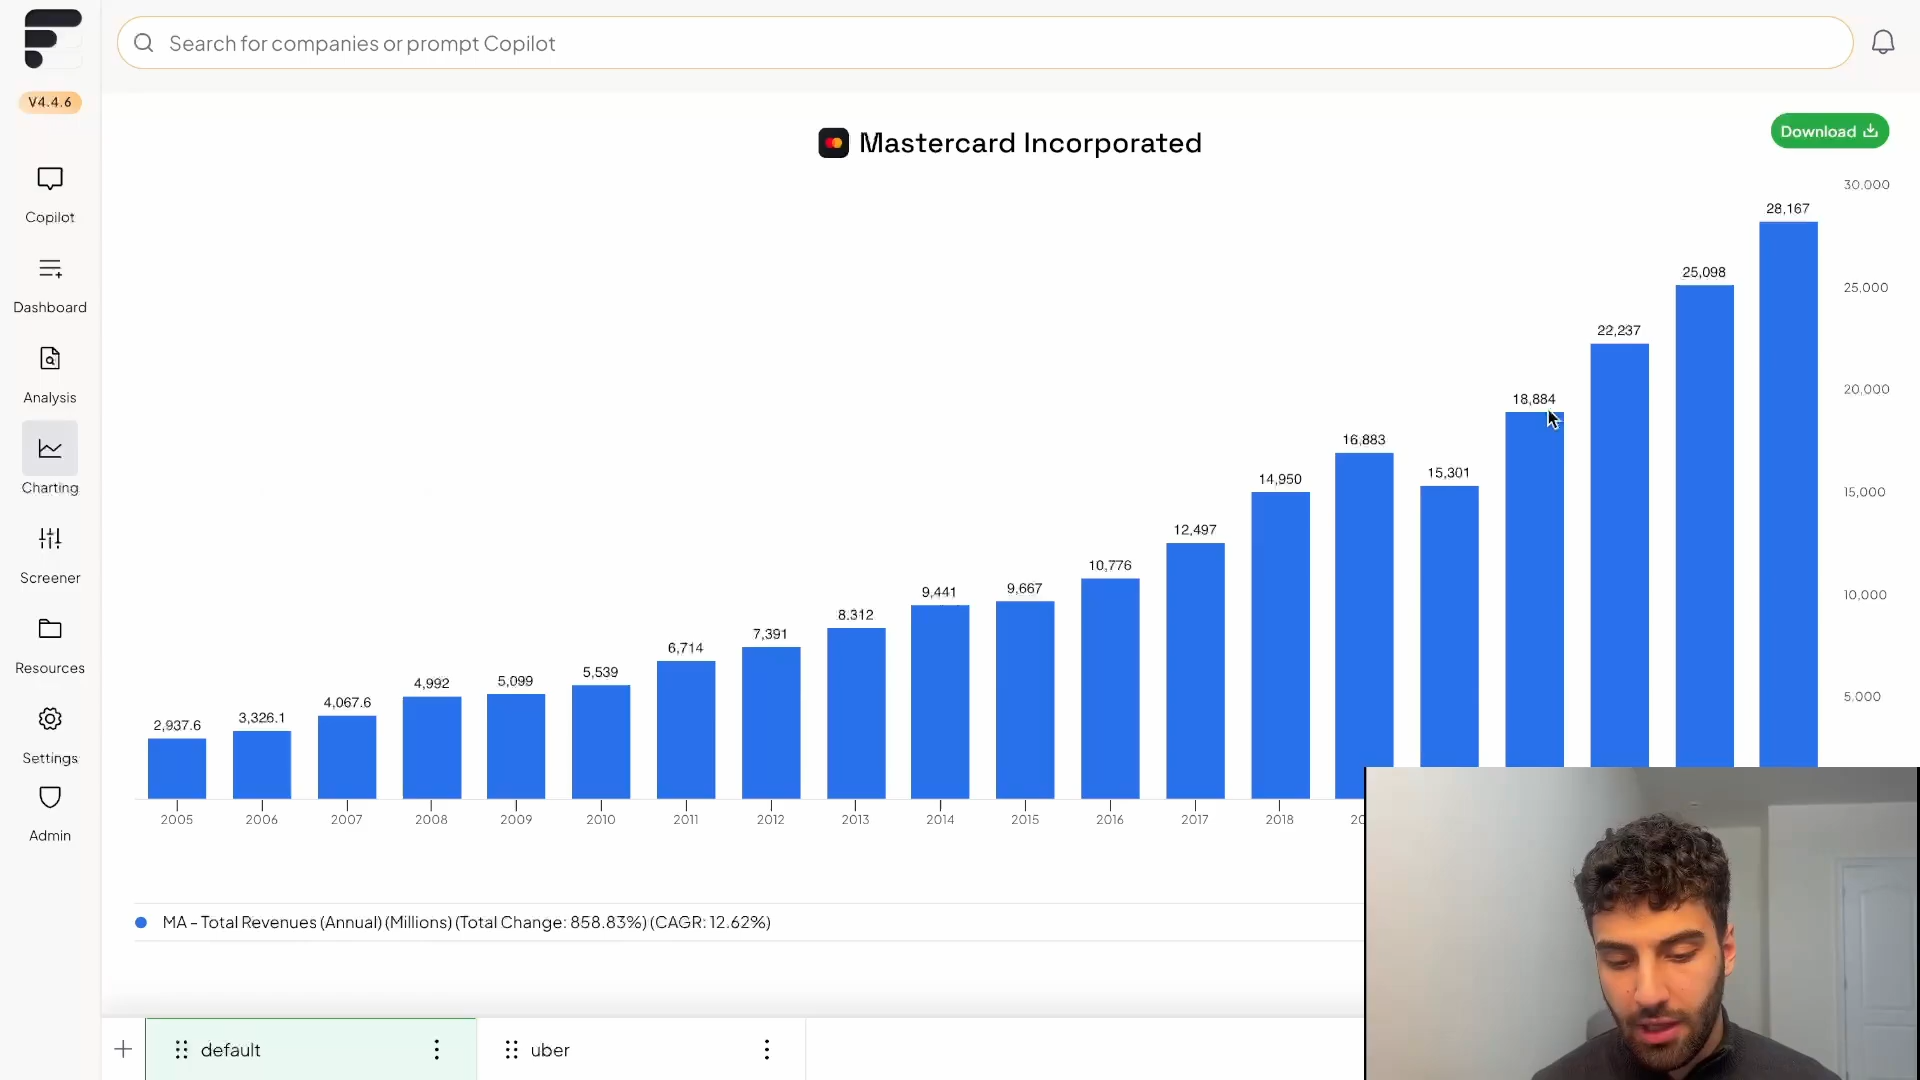 Search for companies or prompt Copilot
V4.4.6
Copilot
Dashboard
Analysis
Charting
Screener
Resources
Settings
Admin
Mastercard Incorporated
Download
30.000
25,000
20,000
15,000
10,000
5.000
2,937.6
3,326.1
4,067.6
4,992
5,099
5,539
6,714
7,391
8.312
9,441
9,667
10,776
12,497
14,950
16,883
15,301
18,884
22,237
25,098
28,167
2005
2006
2007
2008
2009
2010
2011
2012
2013
2014
2015
2016
2017
2018
20
MA - Total Revenues (Annual) (Millions) (Total Change: 858.83%) (CAGR: 12.62%)
default
uber